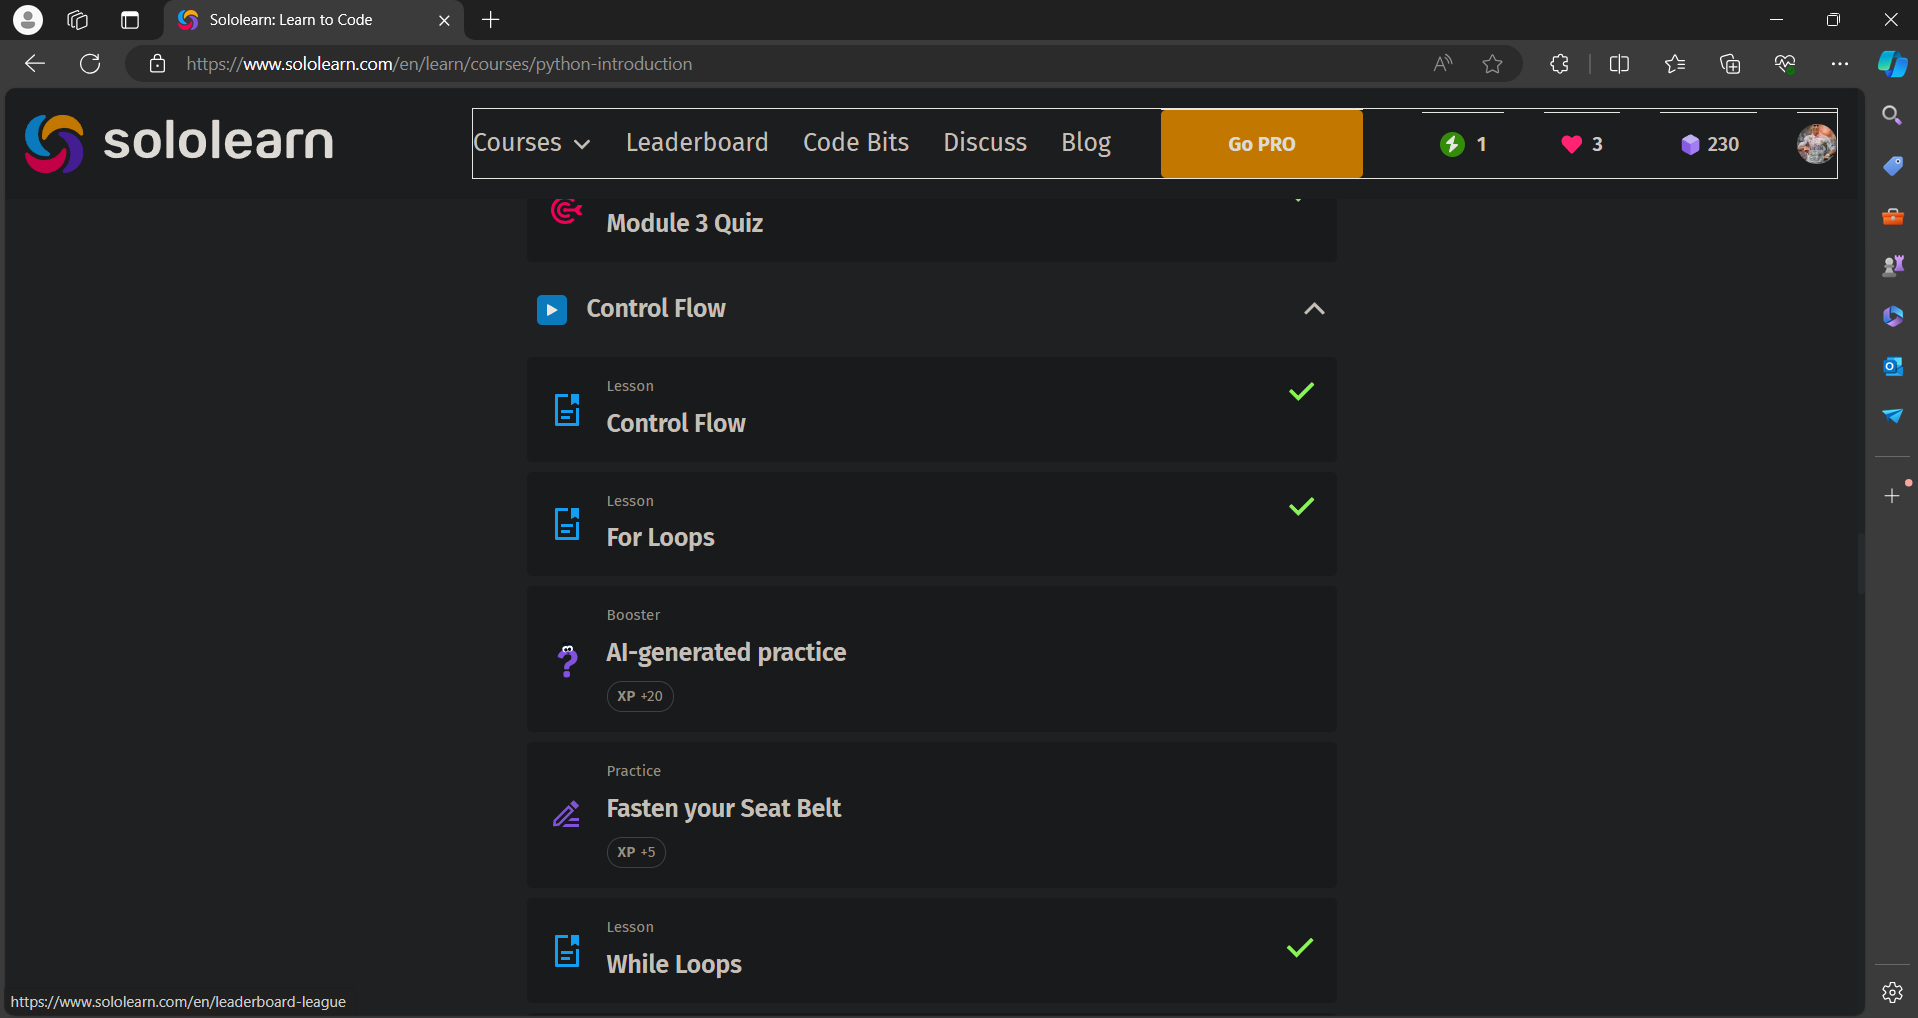 Sololearn: Learn to Code
https://www.sololearn.com/en/learn/courses/python-introduction
sololearn
Courses Leaderboard Code Bits Discuss Blog Go PRO 1 3 230
Module 3 Quiz
Control Flow
Lesson
Control Flow
Lesson
For Loops
Booster
AI-generated practice
XP +20
Practice
Fasten your Seat Belt
XP +5
Lesson
While Loops
https://www.sololearn.com/en/leaderboard-league